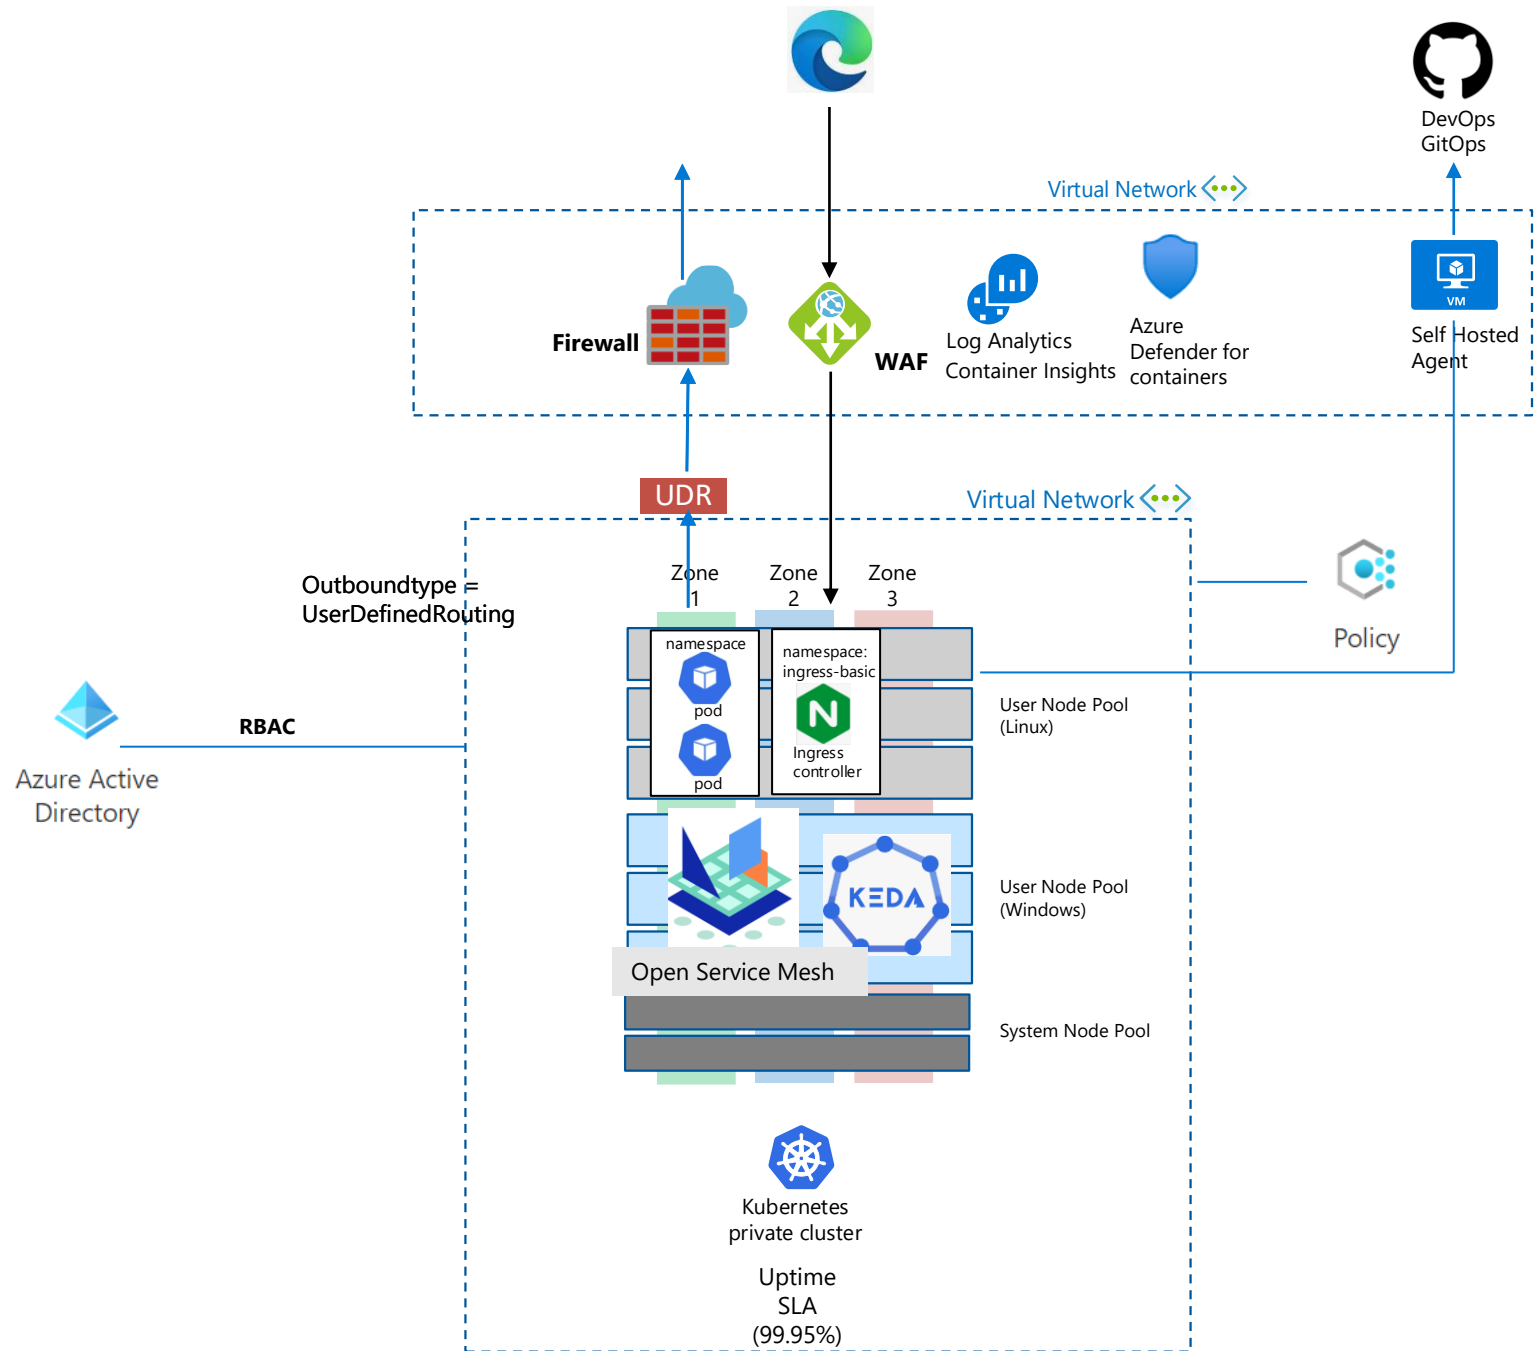 DevOps
GitOps
Virtual Network
Firewall
WAF
Log Analytics
Container Insights
Azure
Defender for
containers
VM
Self Hosted
Agent
UDR
Virtual Network
Outboundtype =
UserDefinedRouting
Zone
1
Zone
2
Zone
3
Policy
namespace
pod
pod
namespace:
ingress-basic
N
Ingress
controller
User Node Pool
(Linux)
RBAC
Azure Active
Directory
KEDA
User Node Pool
(Windows)
Open Service Mesh
System Node Pool
Kubernetes
private cluster
Uptime
SLA
(99.95%)